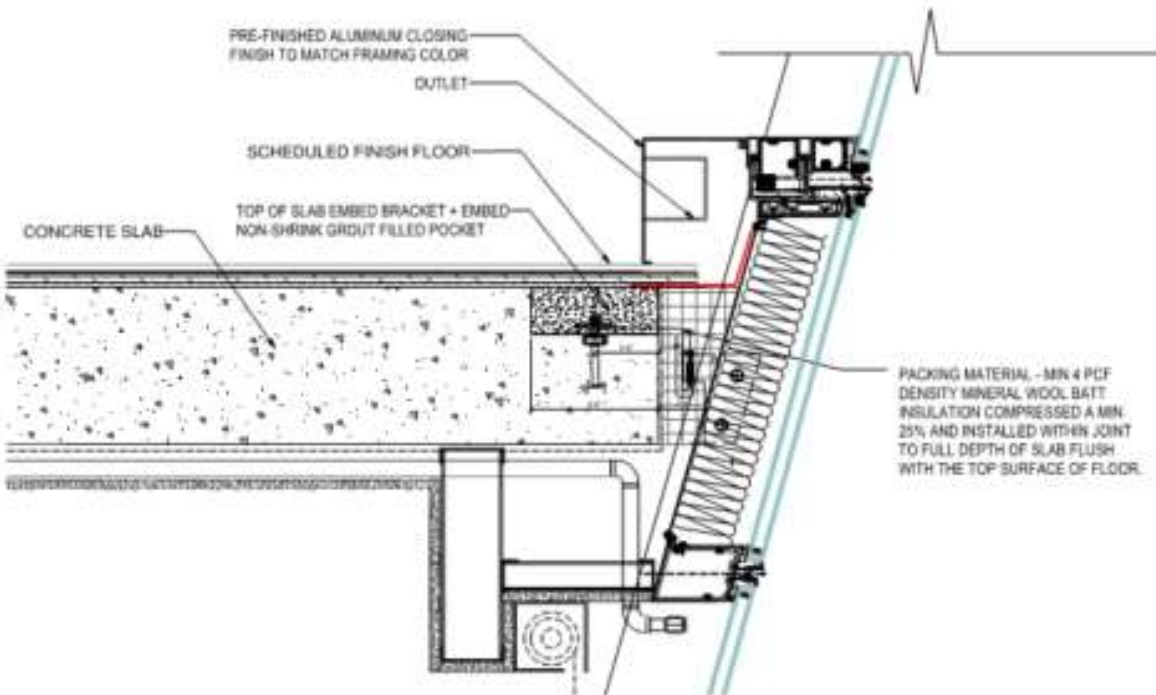 PRE-FINISHED ALUMINUM CLOSING
FINISH TO MATCH FRAMING COLOR
OUTLET
SCHEDULED FINISH FLOOR
TOP OF SLAB EMBED BRACKET + EMBED
NON-SHRINK GROUT FILLED POCKET
CONCRETE SLAB
PACKING MATERIAL - MIN 4 PCF
DENSITY MINERAL WOOL BATT
INSULATION COMPRESSED A MIN
25% AND INSTALLED WITHIN JOINT
TO FULL DEPTH OF SLAB FLUSH
WITH THE TOP SURFACE OF FLOOR.